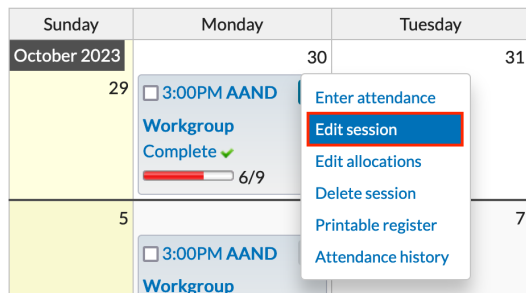 Sunday Monday Tuesday
October 2023 30 31
29
3:00PM AAND
Workgroup
Complete
6/9
Enter attendance
Edit session
Edit allocations
Delete session
Printable register
Attendance history
5 7
3:00PM AAND
Workgroup